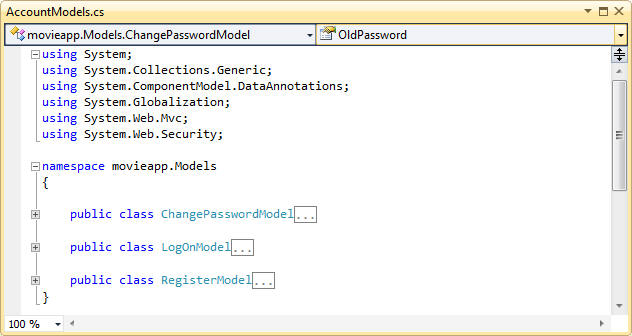 AccountModels.cs
movieapp.Models.ChangePasswordModel OldPassword
using System;
using System.Collections.Generic;
using System.ComponentModel.DataAnnotations;
using System.Globalization;
using System.Web.Mvc;
using System.Web.Security;
namespace movieapp.Models
{
public class ChangePasswordModel...
public class LogOnModel...
public class RegisterModel...
}
100 %